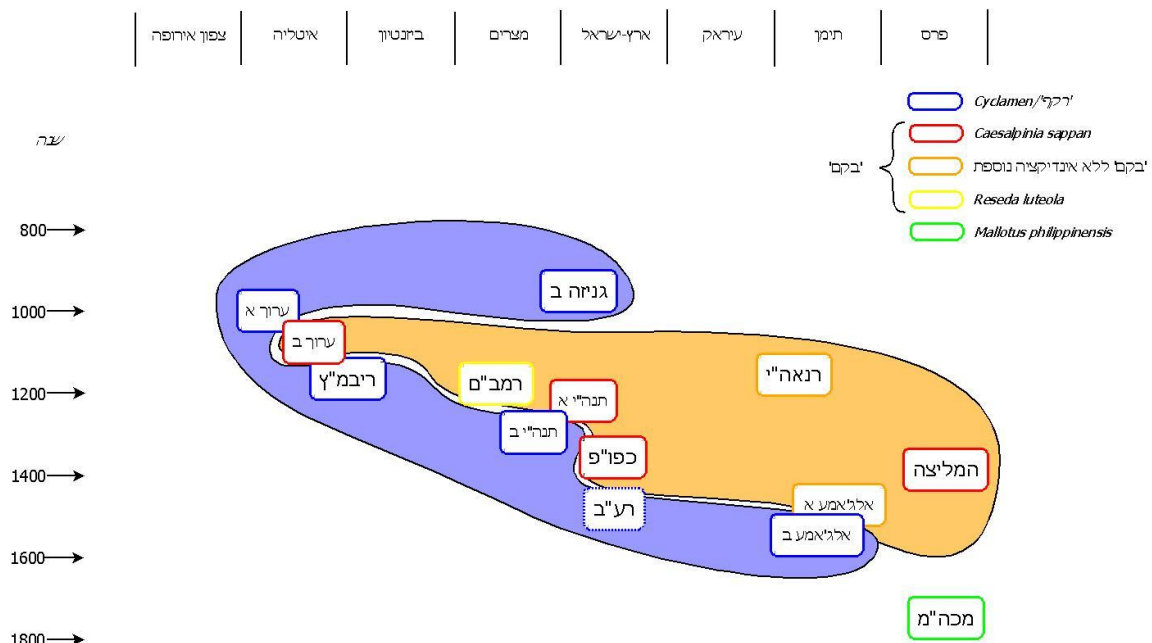 צפון אירופה
איטליה
ביזנטיון
מצרים
ארץ-ישראל
עיראק
תימן
פרס
Cyclamen/'רקף'
Caesalpinia sappan
'בקם' ללא אינדיקציה נוספת
Reseda luteola
Mallotus philippinensis
'בקם'
שנה
800
1000
1200
1400
1600
1800
גניזה ב
ערוך א
ערוך ב
ריבמ"ץ
רמב"ם
רנאה"י
תנה"י א
תנה"י ב
כפו"פ
המליצה
רע"ב
אלג'אמע א
אלג'אמע ב
מכה"מ